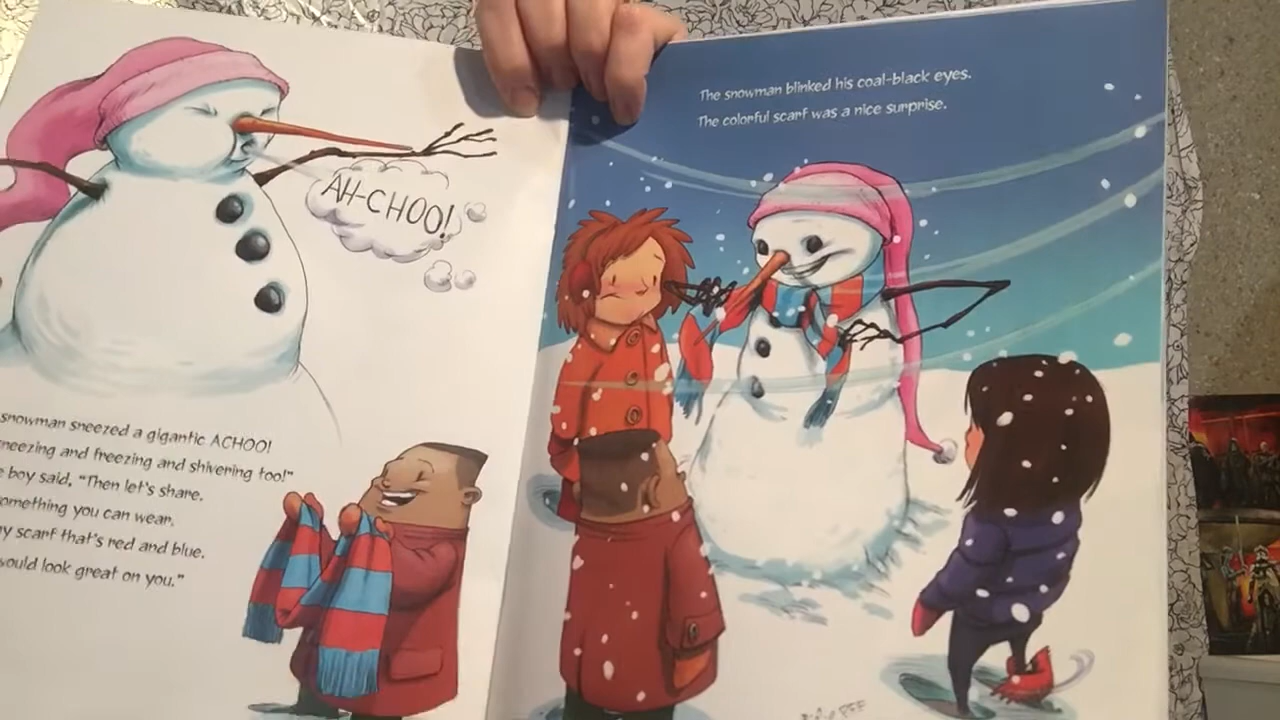 AH-CHOO!
snowman sneezed a gigantic ACHOO!
neezing and freezing and shivering too!"
boy said, "Then let's share.
omething you can wear,
y scarf that's red and blue.
ould look great on you."
The snowman blinked his coal-black eyes.
The colorful scarf was a nice surprise.